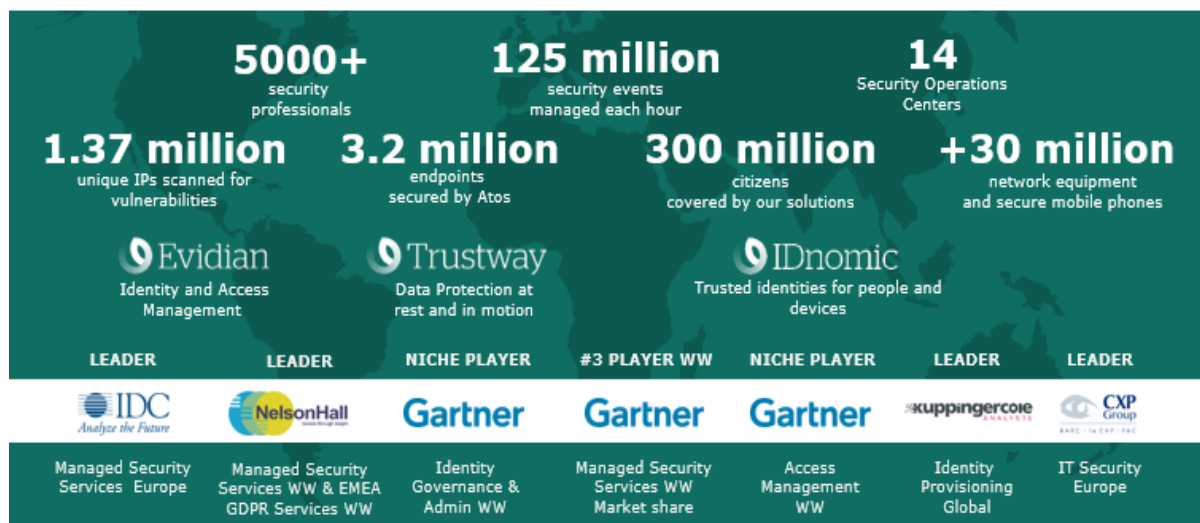 5000+
security
professionals
125 million
security events
managed each hour
14
Security Operations
Centers
1.37 million
unique IPs scanned for
vulnerabilities
3.2 million
endpoints
secured by Atos
300 million
citizens
covered by our solutions
+30 million
network equipment
and secure mobile phones
Evidian
Identity and Access
Management
Trustway
Data Protection at
rest and in motion
IDnomic
Trusted identities for people and
devices
LEADER
IDC
Analyze the Future
Managed Security
Services Europe
LEADER
NelsonHall
Managed Security
Services WW & EMEA
GDPR Services WW
NICHE PLAYER
Gartner
Identity
Governance &
Admin WW
#3 PLAYER WW
Gartner
Managed Security
Services WW
Market share
NICHE PLAYER
Gartner
Access
Management
WW
LEADER
kuppingercole
ANALYSTS
Identity
Provisioning
Global
LEADER
CXP
Group
BARC - le CXP - PAC
IT Security
Europe